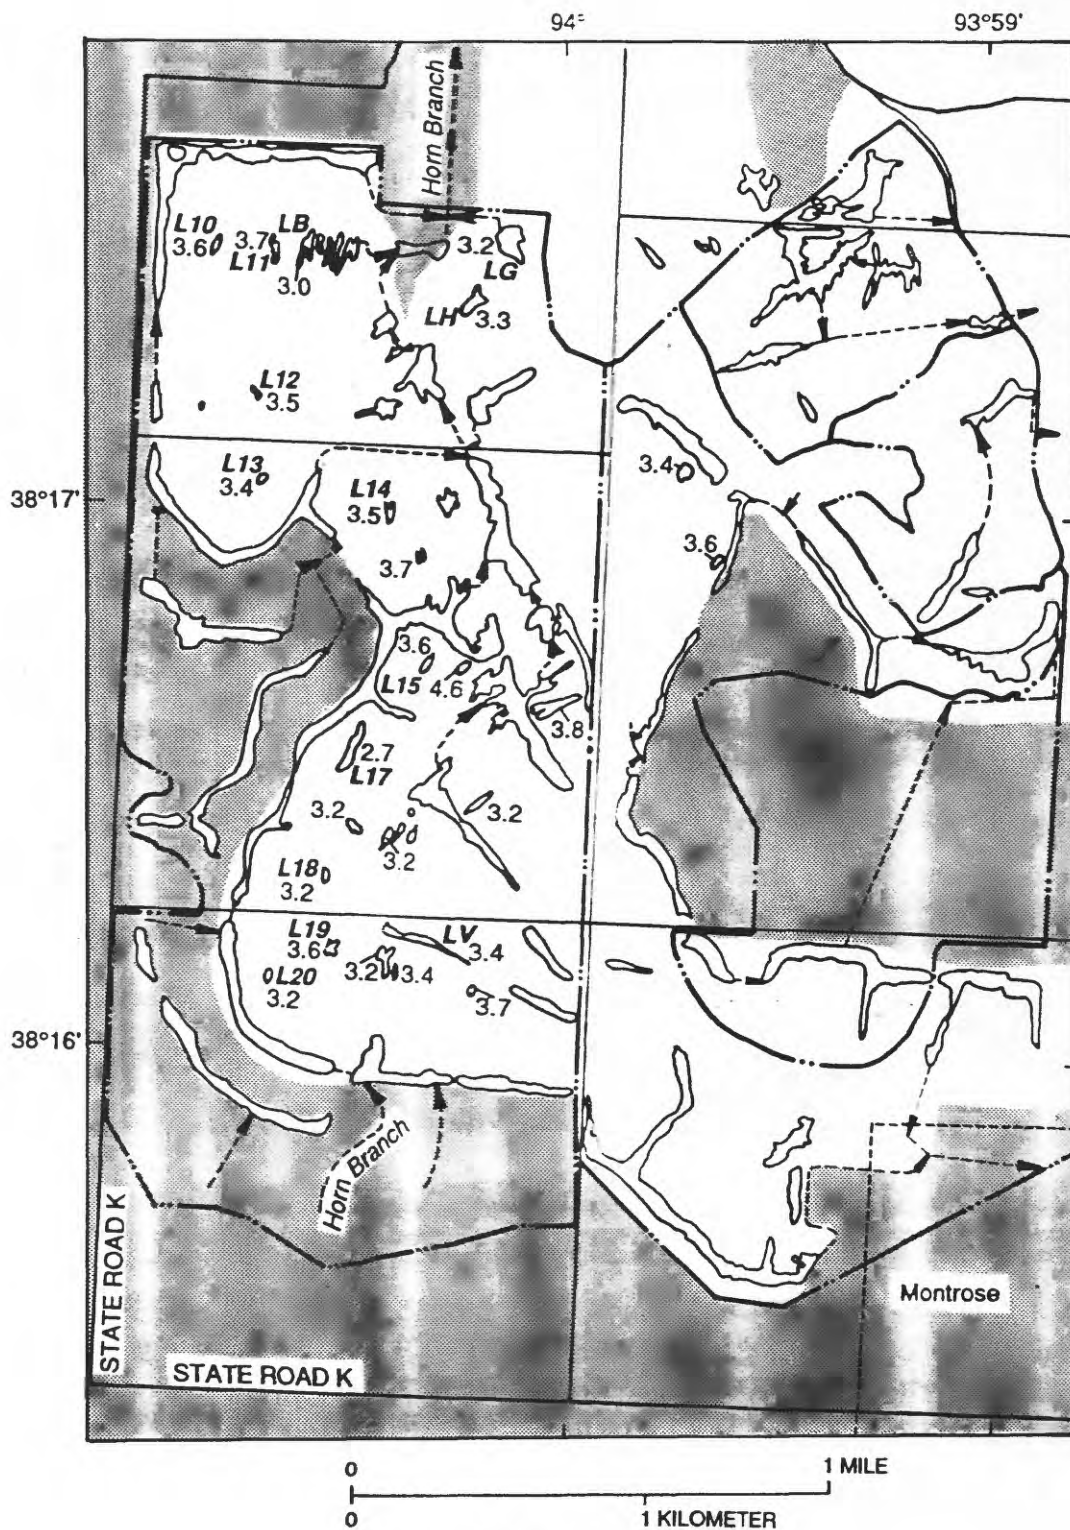 94°
93°59'
Horn Branch
L10
3.6
3.7
L11
LB
3.0
3.2
LG
LH
3.3
L12
3.5
L13
3.4
38°17'
L14
3.5
3.4
3.7
3.6
3.6
L15
4.6
3.8
2.7
L17
3.2
3.2
3.2
L18
3.2
L19
3.6
LV
3.4
3.2
3.4
L20
3.2
3.7
38°16'
Horn Branch
STATE ROAD K
Montrose
STATE ROAD K
0
1 MILE
0
1 KILOMETER